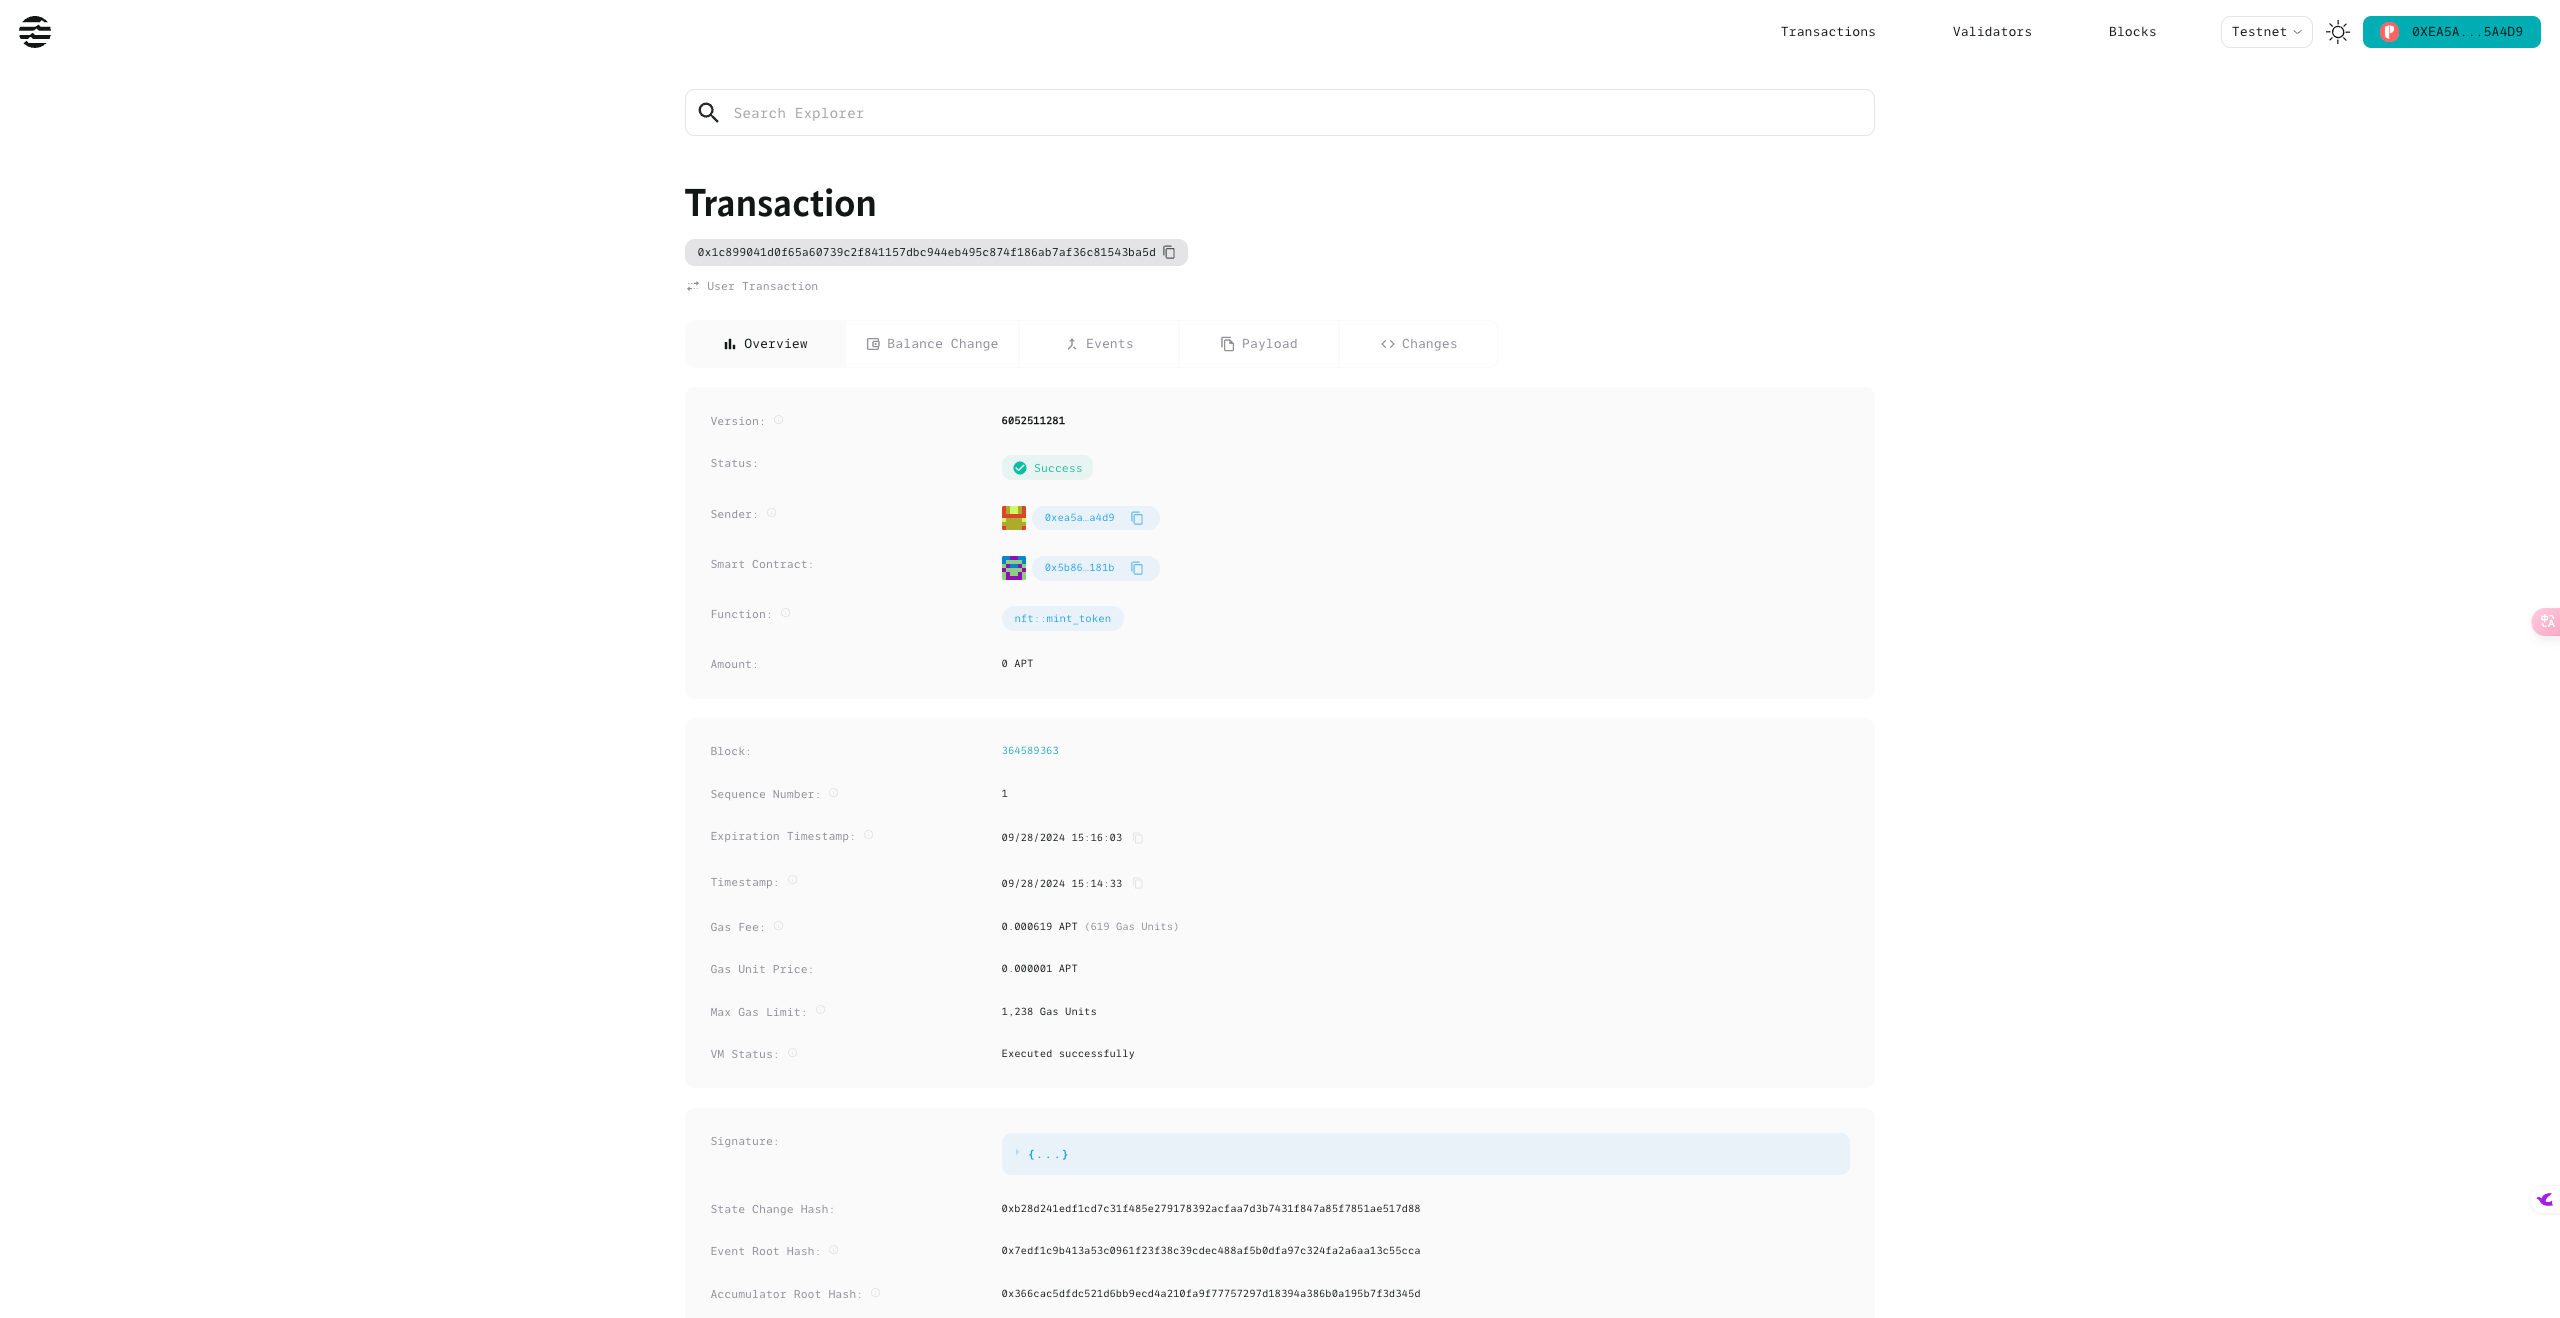 Transactions Validators Blocks Testnet 0XEA5A...5A4D9
Search Explorer
Transaction
0x1c899041d0f65a60739c2f841157dbc944eb495c874f186ab7af36c81543ba5d
User Transaction
Overview Balance Change Events Payload Changes
Version: 6052511281
Status: Success
Sender: 0xea5a…a4d9
Smart Contract: 0x5b86…181b
Function: nft::mint_token
Amount: 0 APT
Block: 364589363
Sequence Number: 1
Expiration Timestamp: 09/28/2024 15:16:03
Timestamp: 09/28/2024 15:14:33
Gas Fee: 0.000619 APT (619 Gas Units)
Gas Unit Price: 0.000001 APT
Max Gas Limit: 1,238 Gas Units
VM Status: Executed successfully
Signature: {...}
State Change Hash: 0xb28d241edf1cd7c31f485e279178392acfaa7d3b7431f847a85f7851ae517d88
Event Root Hash: 0x7edf1c9b413a53c0961f23f38c39cdec488af5b0dfa97c324fa2a6aa13c55cca
Accumulator Root Hash: 0x366cac5dfdc521d6bb9ecd4a210fa9f77757297d18394a386b0a195b7f3d345d